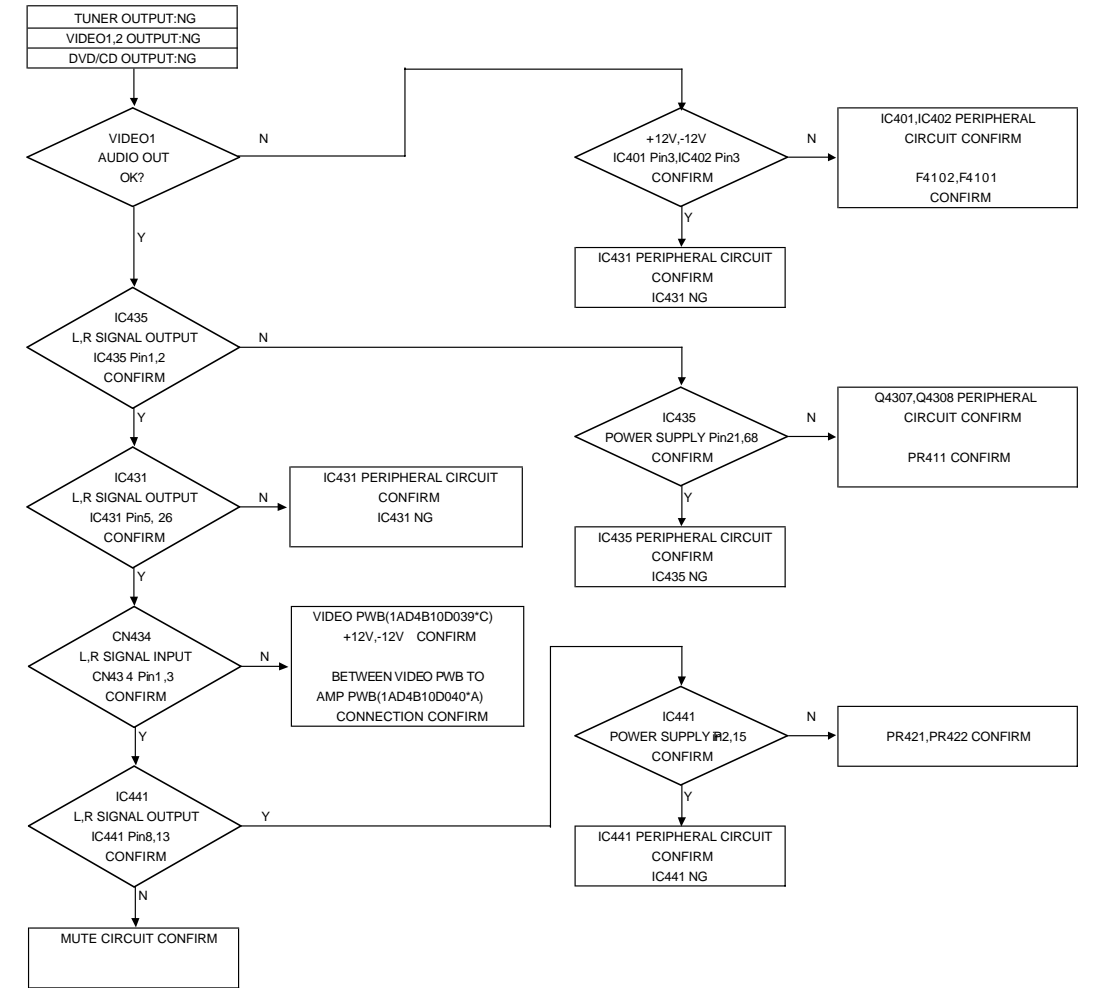 TUNER OUTPUT:NG
VIDEO1,2 OUTPUT:NG
DVD/CD OUTPUT:NG
VIDEO1
AUDIO OUT
OK?
N
Y
+12V,-12V
IC401 Pin3,IC402 Pin3
CONFIRM
N
Y
IC401,IC402 PERIPHERAL
CIRCUIT CONFIRM
F4102,F4101
CONFIRM
IC431 PERIPHERAL CIRCUIT
CONFIRM
IC431 NG
IC435
L,R SIGNAL OUTPUT
IC435 Pin1,2
CONFIRM
N
Y
IC435
POWER SUPPLY Pin21,68
CONFIRM
N
Y
Q4307,Q4308 PERIPHERAL
CIRCUIT CONFIRM
PR411 CONFIRM
IC435 PERIPHERAL CIRCUIT
CONFIRM
IC435 NG
IC431
L,R SIGNAL OUTPUT
IC431 Pin5, 26
CONFIRM
N
Y
IC431 PERIPHERAL CIRCUIT
CONFIRM
IC431 NG
CN434
L,R SIGNAL INPUT
CN43 4 Pin1 ,3
CONFIRM
N
Y
VIDEO PWB(1AD4B10D039*C)
+12V,-12V CONFIRM
BETWEEN VIDEO PWB TO
AMP PWB(1AD4B10D040*A)
CONNECTION CONFIRM
IC441
L,R SIGNAL OUTPUT
IC441 Pin8,13
CONFIRM
Y
N
IC441
POWER SUPPLY 2,15
CONFIRM
N
Y
PR421,PR422 CONFIRM
IC441 PERIPHERAL CIRCUIT
CONFIRM
IC441 NG
MUTE CIRCUIT CONFIRM